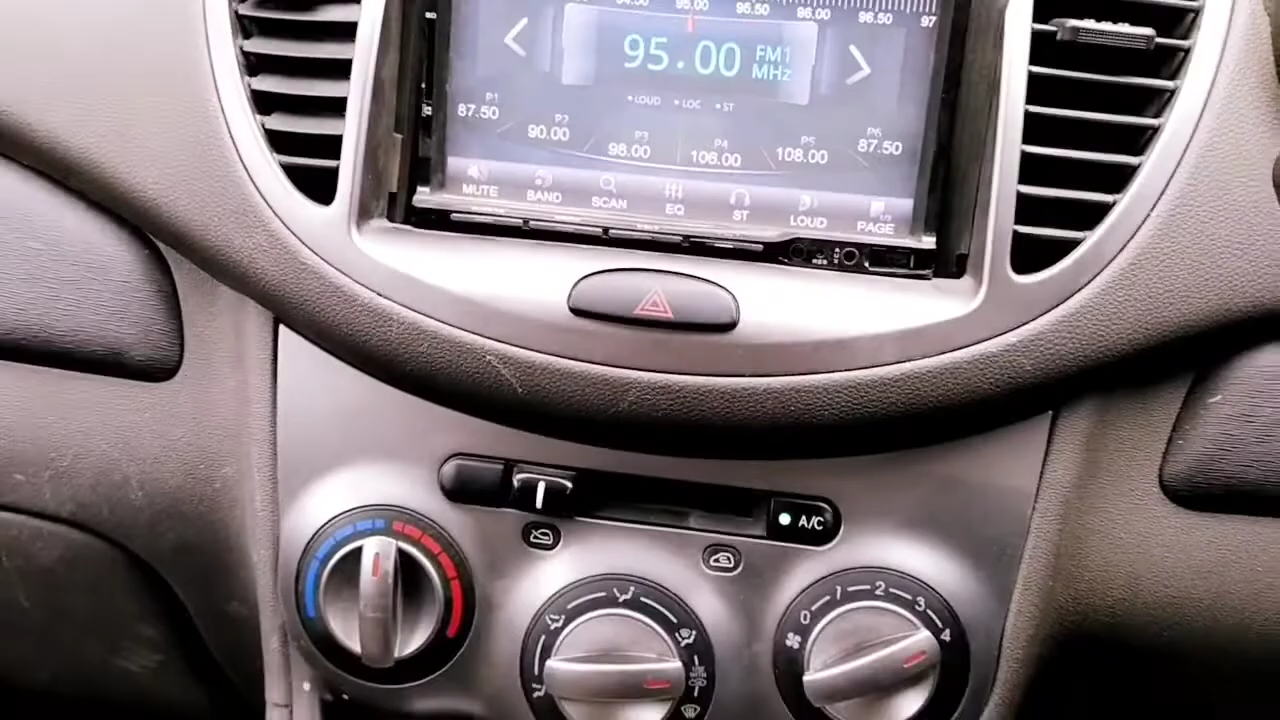 94.50 95.00 95.50 96.00 96.50 97
95.00 FM1
MHz
LOUD LOC ST
P1 P2 P3 P4 P5 P6
87.50 90.00 98.00 106.00 108.00 87.50
MUTE BAND SCAN EQ ST LOUD PAGE
A/C
0 1 2 3 4